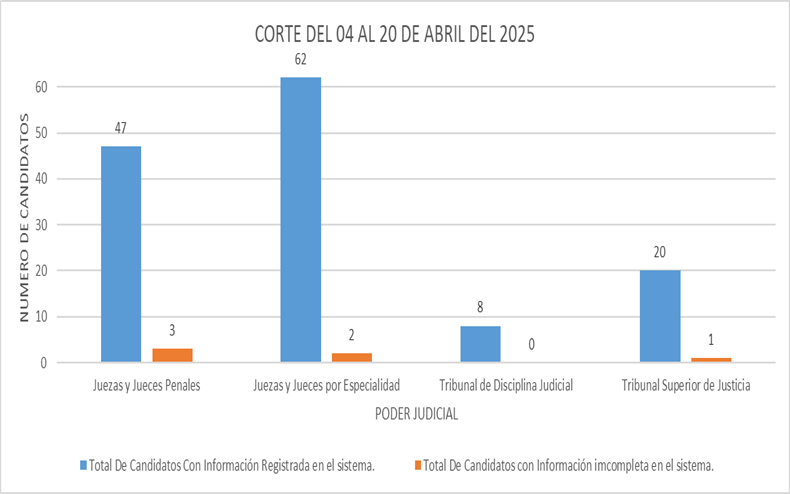 CORTE DEL 04 AL 20 DE ABRIL DEL 2025
NUMERO DE CANDIDATOS
60
50
40
30
20
10
0
47
3
62
2
8
0
20
1
Juezas y Jueces Penales
Juezas y Jueces por Especialidad
Tribunal de Disciplina Judicial
Tribunal Superior de Justicia
PODER JUDICIAL
Total De Candidatos Con Información Registrada en el sistema.
Total De Candidatos con Información imcompleta en el sistema.